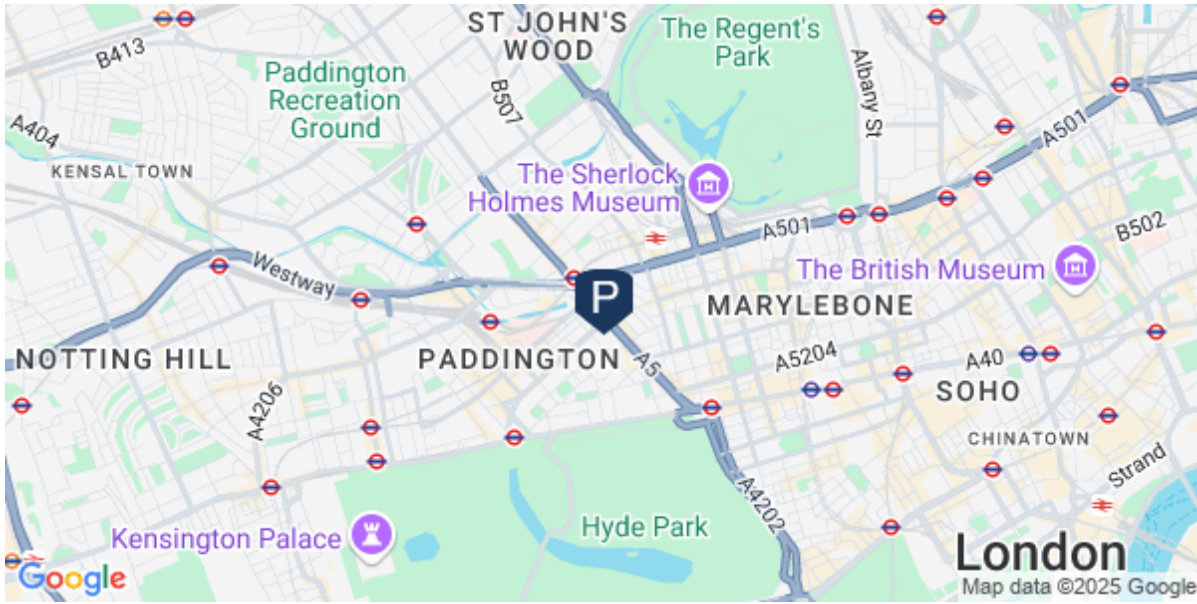 ST JOHN'S
WOOD
The Regent's
Park
B413
Paddington
Recreation
Ground
B507
Albany St
A404
A501
KENSAL TOWN
The Sherlock
Holmes Museum
A501
B502
Westway
The British Museum
P
MARYLEBONE
NOTTING HILL
PADDINGTON
A5
A5204
A40
SOHO
A4206
CHINATOWN
Strand
A4202
Kensington Palace
Hyde Park
London
Google
Map data ©2025 Google